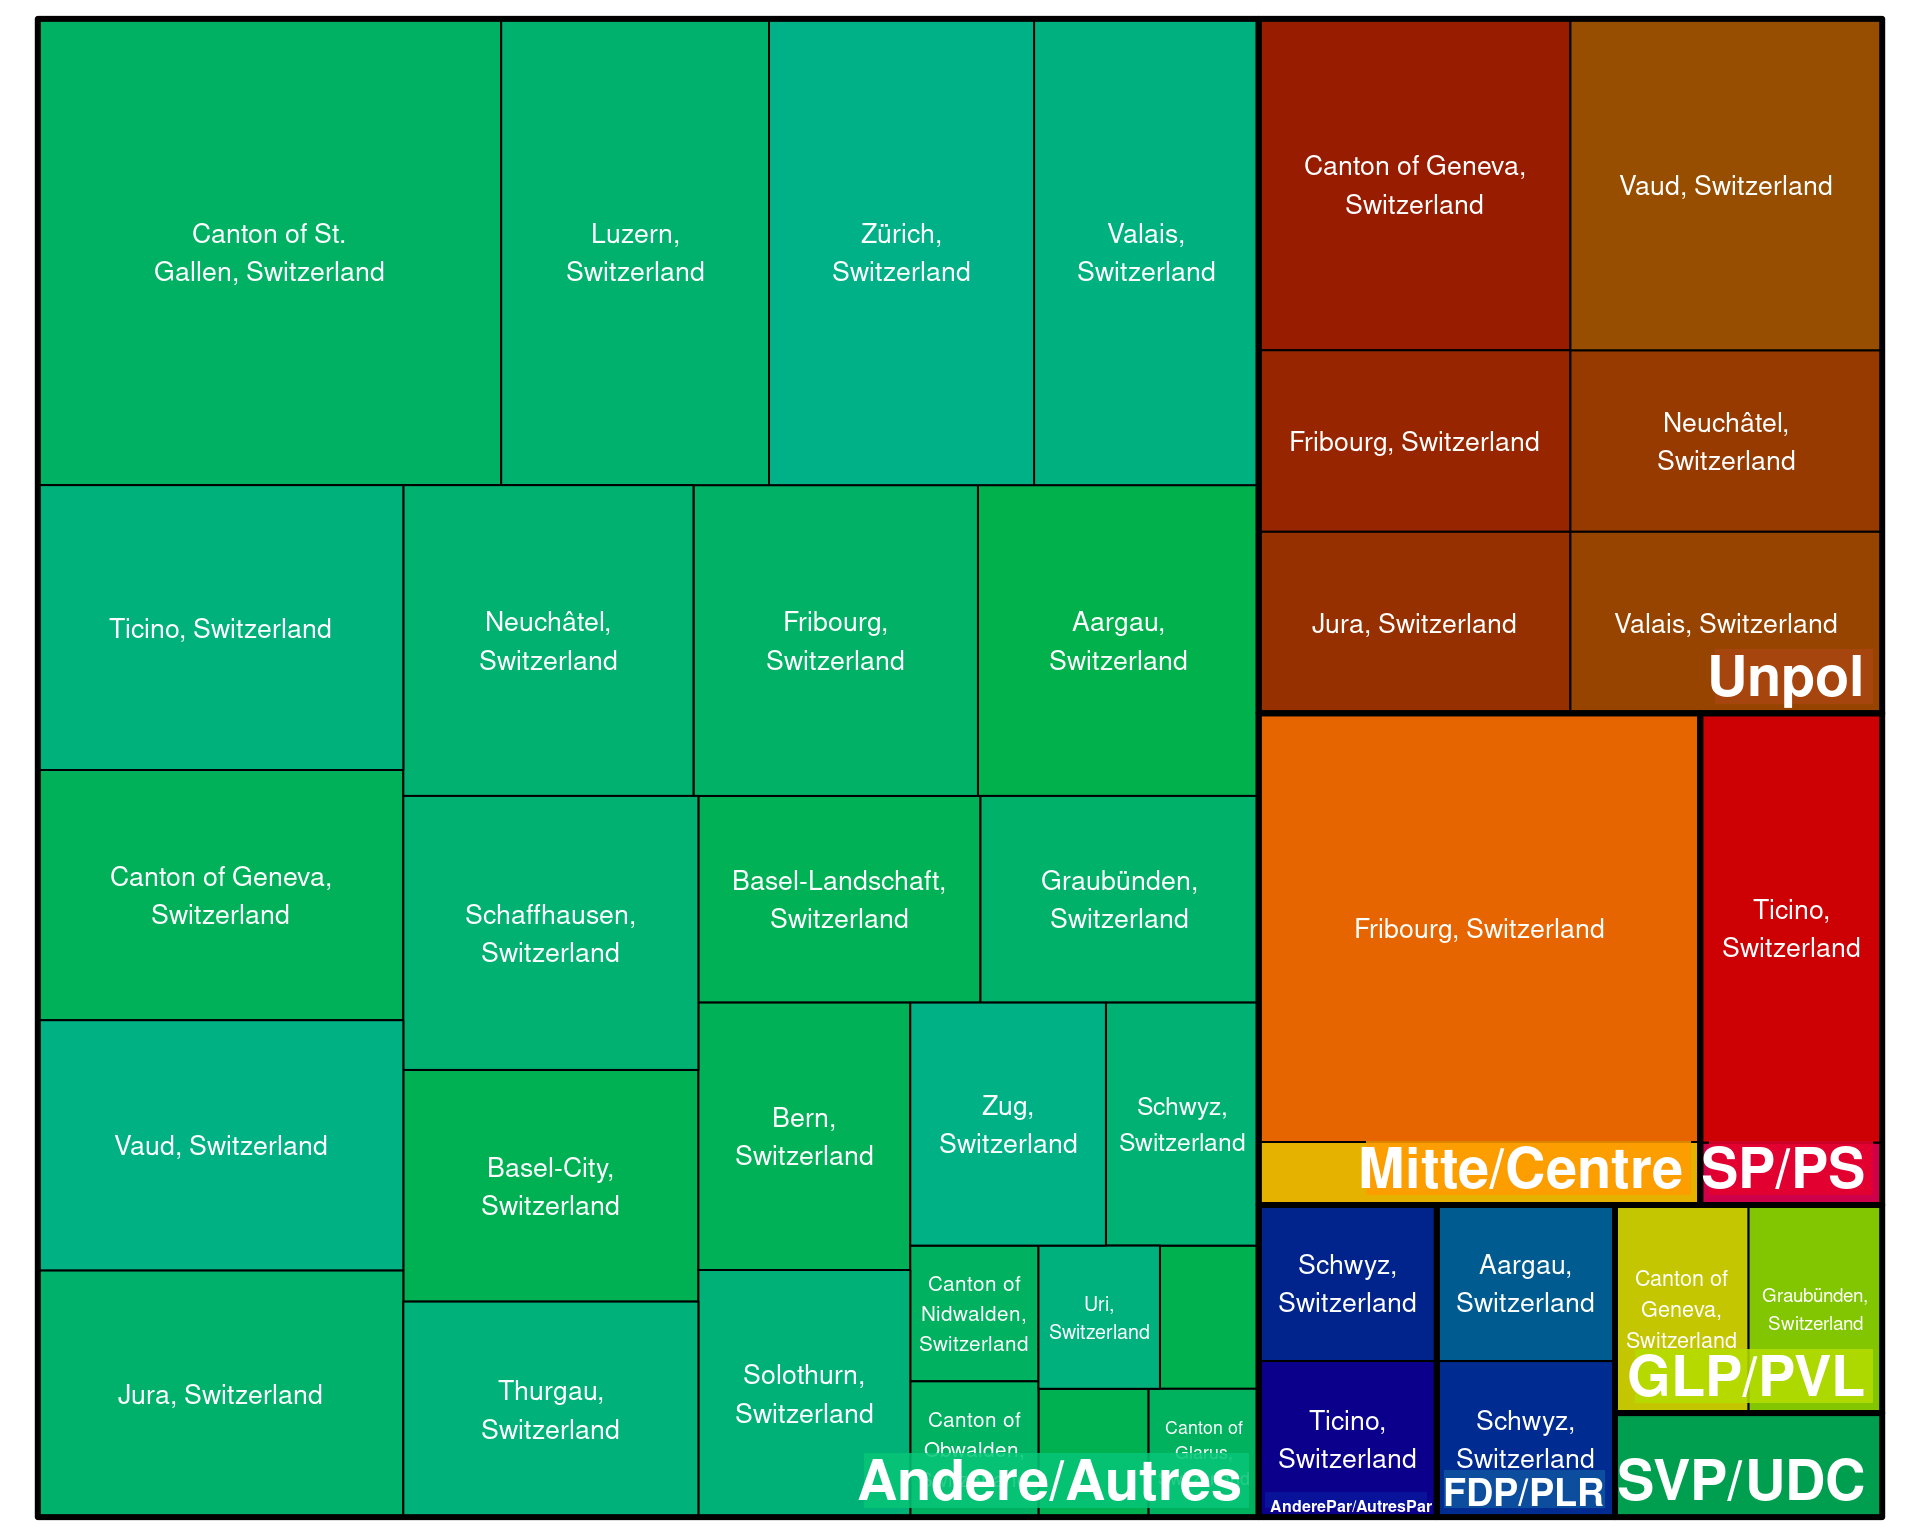 Canton of St.
Gallen, Switzerland
Luzern,
Switzerland
Zürich,
Switzerland
Valais,
Switzerland
Ticino, Switzerland
Neuchâtel,
Switzerland
Fribourg,
Switzerland
Aargau,
Switzerland
Canton of Geneva,
Switzerland
Schaffhausen,
Switzerland
Basel-Landschaft,
Switzerland
Graubünden,
Switzerland
Vaud, Switzerland
Basel-City,
Switzerland
Bern,
Switzerland
Zug,
Switzerland
Schwyz,
Switzerland
Jura, Switzerland
Thurgau,
Switzerland
Solothurn,
Switzerland
Canton of
Nidwalden,
Switzerland
Uri,
Switzerland
Canton of
Obwalden,
Canton of
Glarus,
Andere/Autres
Canton of Geneva,
Switzerland
Vaud, Switzerland
Fribourg, Switzerland
Neuchâtel,
Switzerland
Jura, Switzerland
Valais, Switzerland
Unpol
Fribourg, Switzerland
Mitte/Centre
Ticino,
Switzerland
SP/PS
Schwyz,
Switzerland
Ticino,
Switzerland
AnderePar/AutresPar
Aargau,
Switzerland
Schwyz,
Switzerland
FDP/PLR
Canton of
Geneva,
Switzerland
Graubünden,
Switzerland
GLP/PVL
SVP/UDC